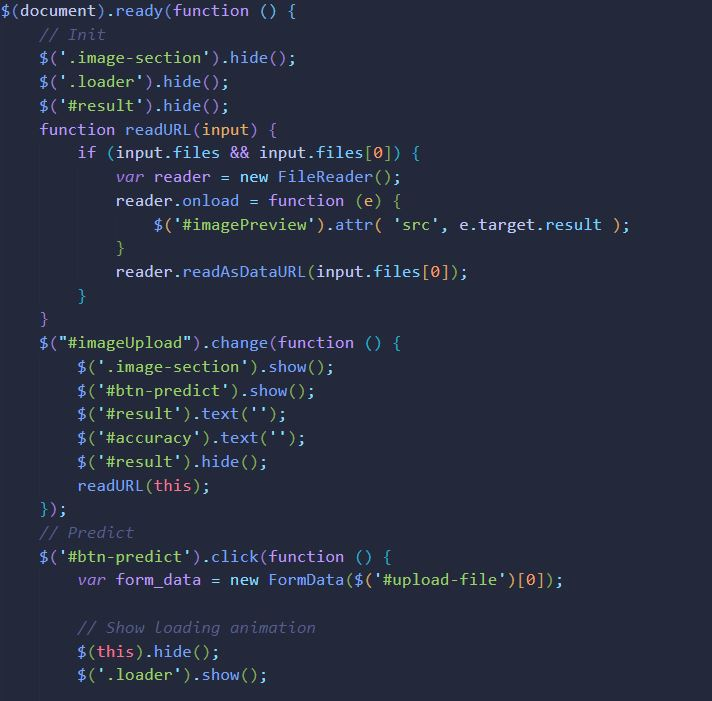 $(document).ready(function () {
    // Init
    $('.image-section').hide();
    $('.loader').hide();
    $('#result').hide();
    function readURL(input) {
        if (input.files && input.files[0]) {
            var reader = new FileReader();
            reader.onload = function (e) {
                $('#imagePreview').attr( 'src', e.target.result );
            }
            reader.readAsDataURL(input.files[0]);
        }
    }
    $("#imageUpload").change(function () {
        $('.image-section').show();
        $('#btn-predict').show();
        $('#result').text('');
        $('#accuracy').text('');
        $('#result').hide();
        readURL(this);
    });
    // Predict
    $('#btn-predict').click(function () {
        var form_data = new FormData($('#upload-file')[0]);

        // Show loading animation
        $(this).hide();
        $('.loader').show();